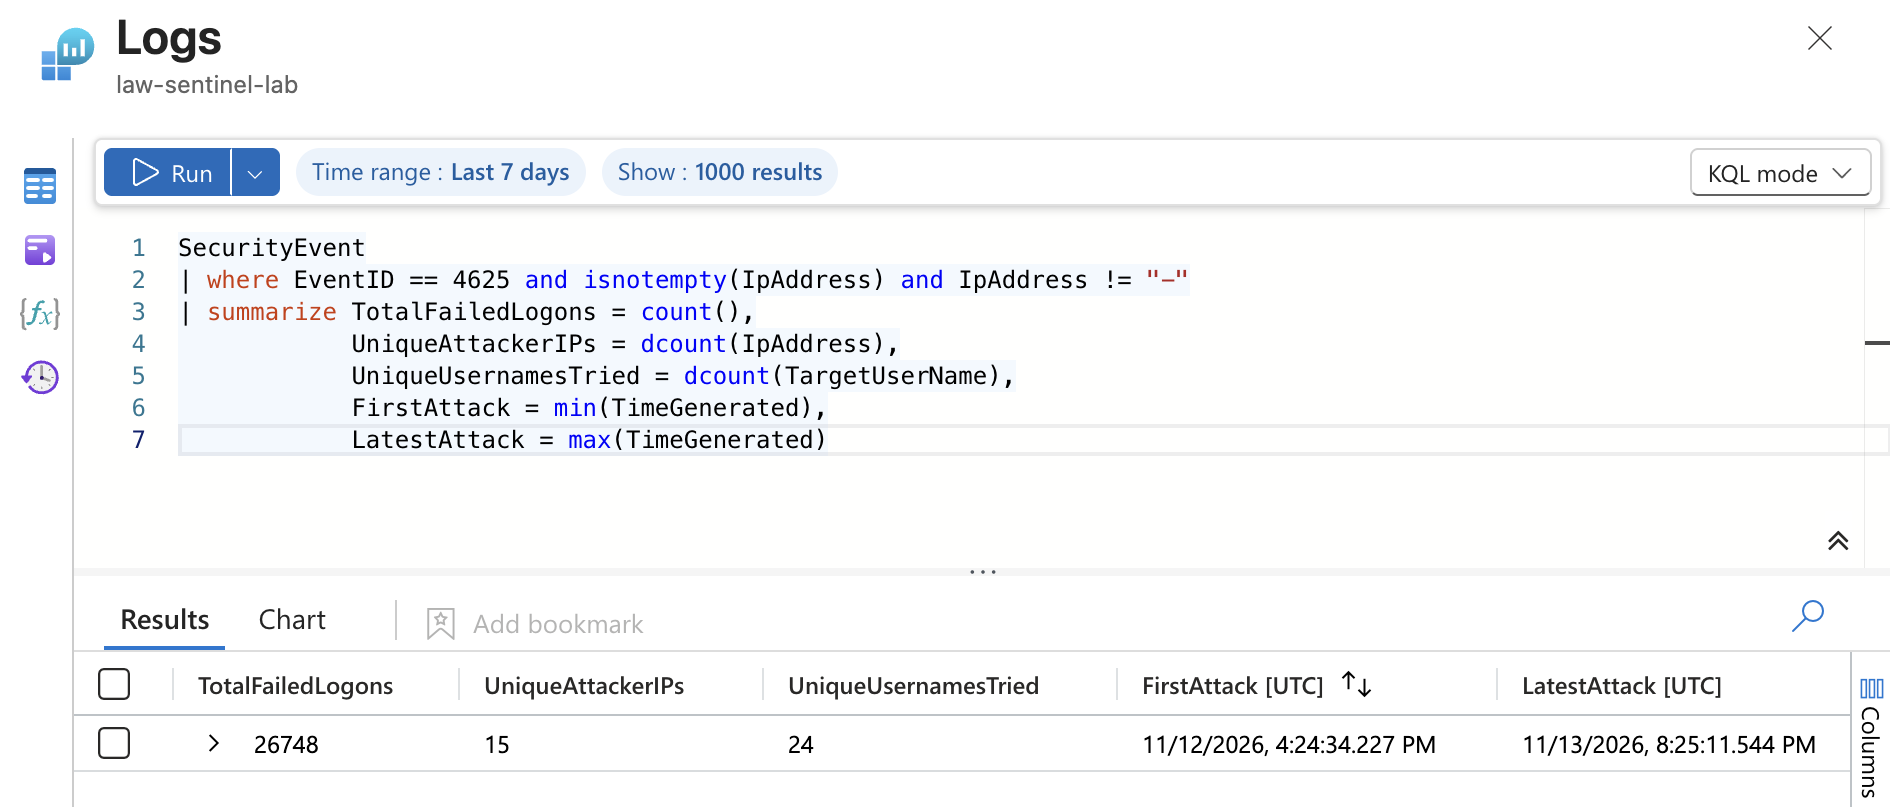 Logs
law-sentinel-lab
Run
Time range : Last 7 days
Show : 1000 results
KQL mode
1 SecurityEvent
2 | where EventID == 4625 and isnotempty(IpAddress) and IpAddress != "-"
3 | summarize TotalFailedLogons = count(),
4 UniqueAttackerIPs = dcount(IpAddress),
5 UniqueUsernamesTried = dcount(TargetUserName),
6 FirstAttack = min(TimeGenerated),
7 LatestAttack = max(TimeGenerated)
Results Chart Add bookmark
TotalFailedLogons UniqueAttackerIPs UniqueUsernamesTried FirstAttack [UTC] LatestAttack [UTC]
26748 15 24 11/12/2026, 4:24:34.227 PM 11/13/2026, 8:25:11.544 PM
Columns